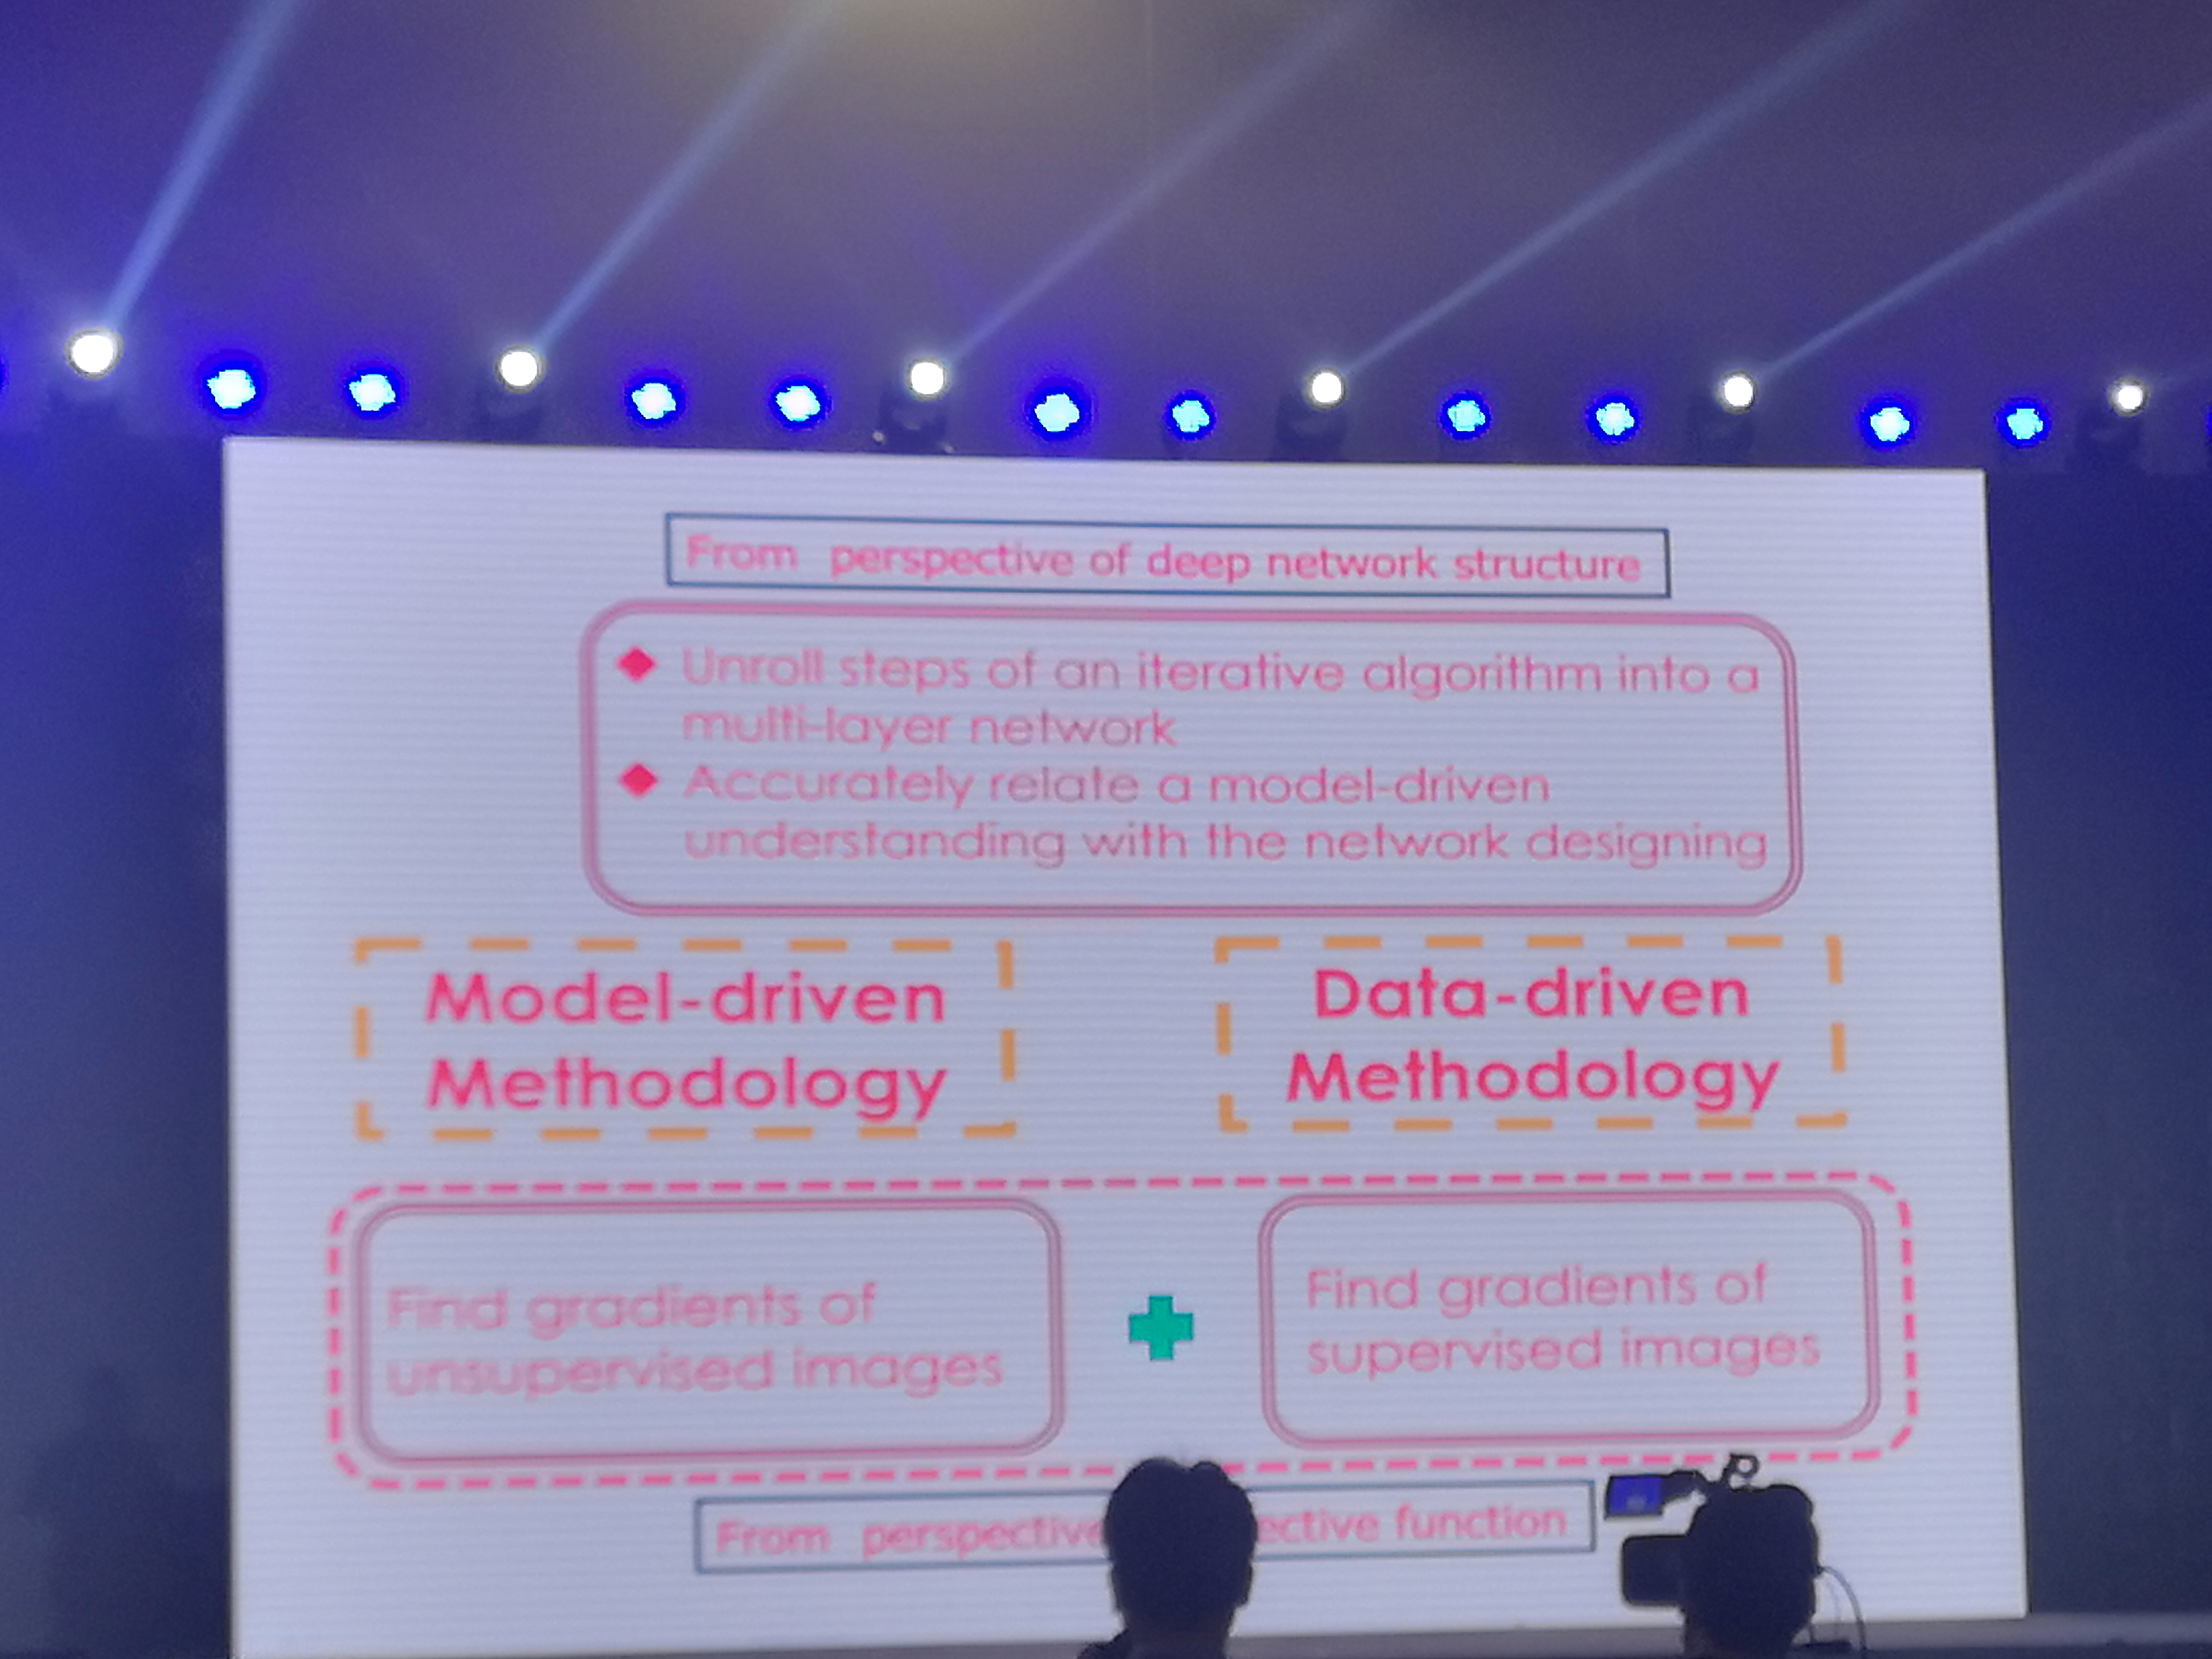 From perspective of deep network structure
Unroll steps of an iterative algorithm into a
multi-layer network
Accurately relate a model-driven
understanding with the network designing
Model-driven
Methodology
Data-driven
Methodology
Find gradients of
unsupervised images
Find gradients of
supervised images
From perspective function